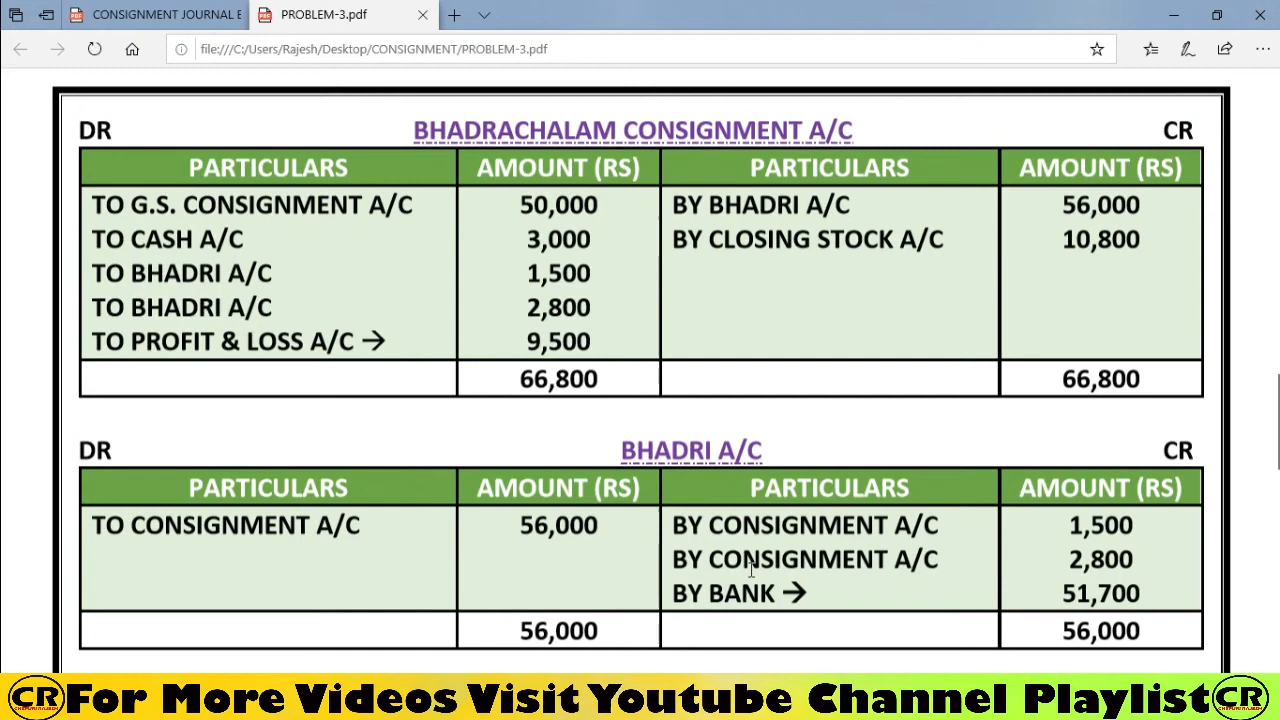 CONSIGNMENT JOURNAL E
PROBLEM-3.pdf
file:///C:/Users/Rajesh/Desktop/CONSIGNMENT/PROBLEM-3.pdf
DR BHADRACHALAM CONSIGNMENT A/C CR
PARTICULARS AMOUNT (RS) PARTICULARS AMOUNT (RS)
TO G.S. CONSIGNMENT A/C 50,000 BY BHADRI A/C 56,000
TO CASH A/C 3,000 BY CLOSING STOCK A/C 10,800
TO BHADRI A/C 1,500
TO BHADRI A/C 2,800
TO PROFIT & LOSS A/C → 9,500
66,800 66,800
DR BHADRI A/C CR
PARTICULARS AMOUNT (RS) PARTICULARS AMOUNT (RS)
TO CONSIGNMENT A/C 56,000 BY CONSIGNMENT A/C 1,500
BY CONSIGNMENT A/C 2,800
BY BANK → 51,700
56,000 56,000
CR For More Videos Visit Youtube Channel Playlist CR